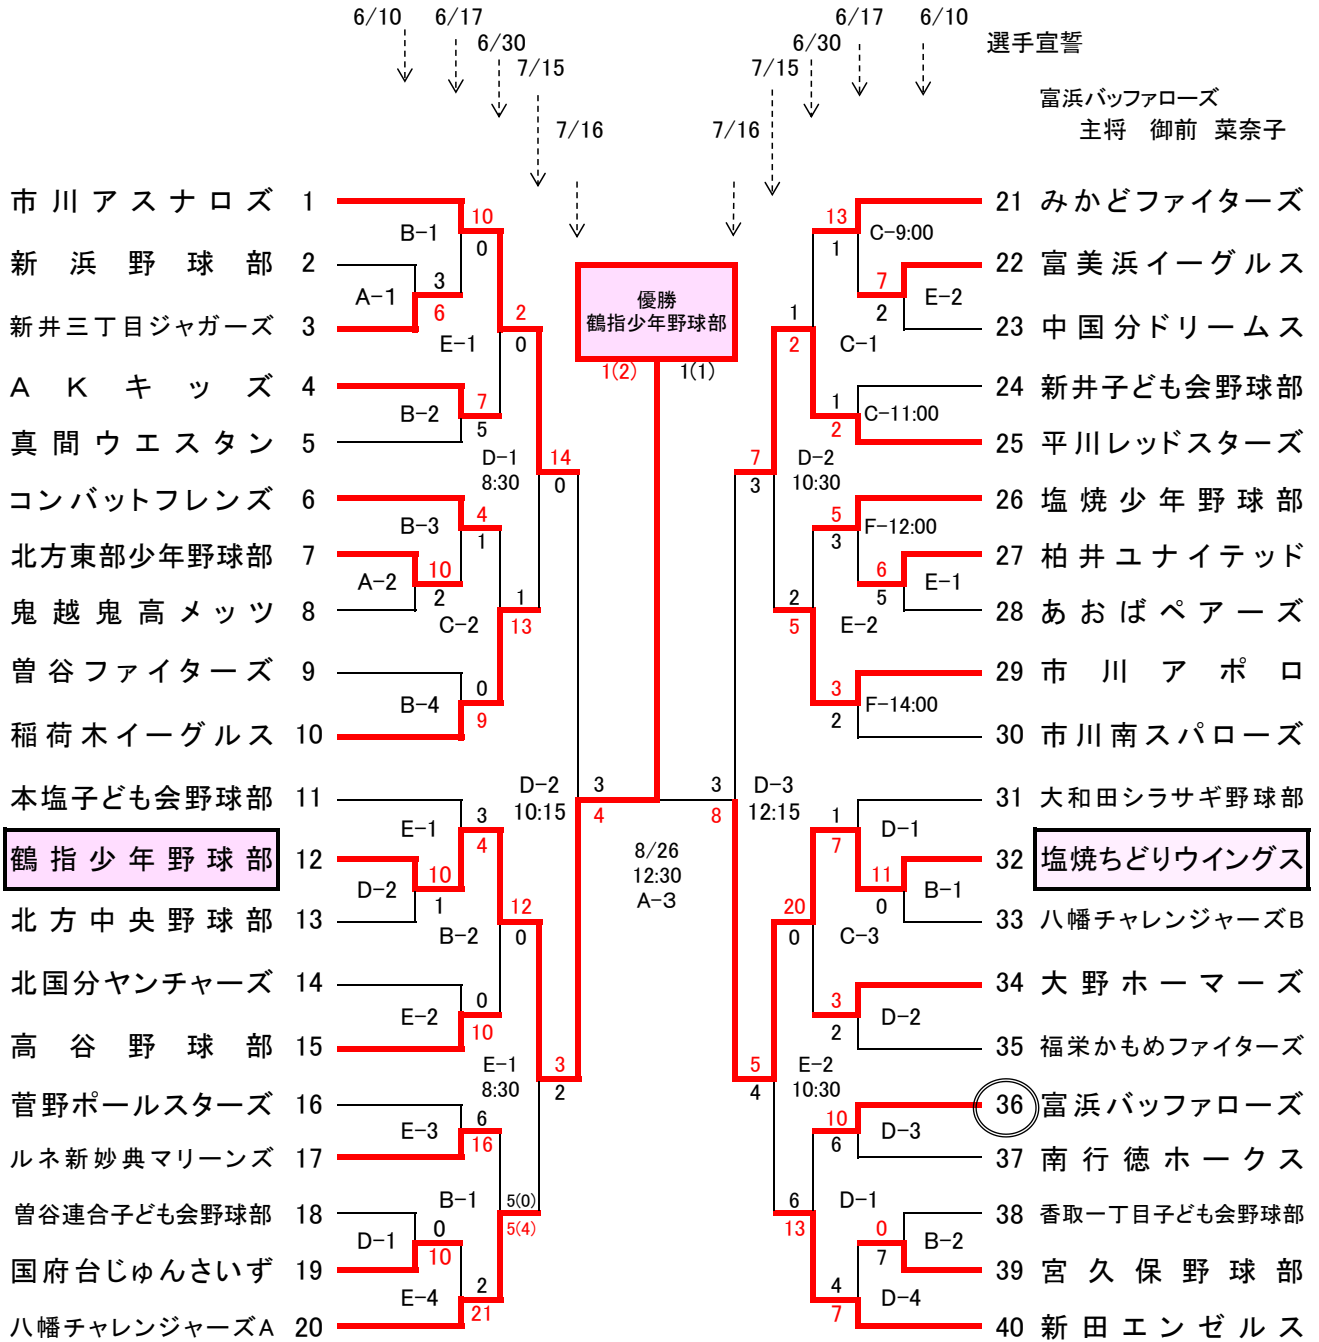 6/10 6/17 6/17 6/10
6/30 6/30 選手宣誓
7/15 7/15
富浜バッファローズ
7/16 7/16 主将 御前 菜奈子
市川アスナロズ 1
B-1 10
0
新浜野球部 2
A-1 3
6
新井三丁目ジャガーズ 3
E-1 2
0
AKキッズ 4
B-2 7
5
真間ウエスタン 5
D-1 14
8:30 0
コンバットフレンズ 6
B-3 4
1
北方東部少年野球部 7
A-2 10
2
鬼越鬼高メッツ 8
C-2 1
13
曽谷ファイターズ 9
B-4 0
9
稲荷木イーグルス 10
D-2 3
10:15 4
本塩子ども会野球部 11
E-1 3
4
鶴指少年野球部 12
D-2 10
1
北方中央野球部 13
B-2 12
0
北国分ヤンチャーズ 14
E-2 0
10
高谷野球部 15
E-1 3
8:30 2
菅野ポールスターズ 16
E-3 6
16
ルネ新妙典マリーンズ 17
B-1 5(0)
5(4)
曽谷連合子ども会野球部 18
D-1 0
10
国府台じゅんさいず 19
E-4 2
21
八幡チャレンジャーズA 20
優勝
鶴指少年野球部
1(2) 1(1)
8/26
12:30
A-3
21 みかどファイターズ
13 C-9:00
1
22 富美浜イーグルス
7 E-2
2
23 中国分ドリームス
1 C-1
2
24 新井子ども会野球部
1 C-11:00
2
25 平川レッドスターズ
7 D-2
3 10:30
26 塩焼少年野球部
5 F-12:00
3
27 柏井ユナイテッド
6 E-1
5
28 あおばペアーズ
2 E-2
5
29 市川アポロ
3 F-14:00
2
30 市川南スパローズ
3 D-3
8 12:15
31 大和田シラサギ野球部
1 D-1
7
32 塩焼ちどりウイングス
11 B-1
0
33 八幡チャレンジャーズB
20 C-3
0
34 大野ホーマーズ
3 D-2
2
35 福栄かもめファイターズ
5 E-2
4 10:30
36 富浜バッファローズ
10 D-3
6
37 南行徳ホークス
6 D-1
13
38 香取一丁目子ども会野球部
0 B-2
7
39 宮久保野球部
4 D-4
7
40 新田エンゼルス